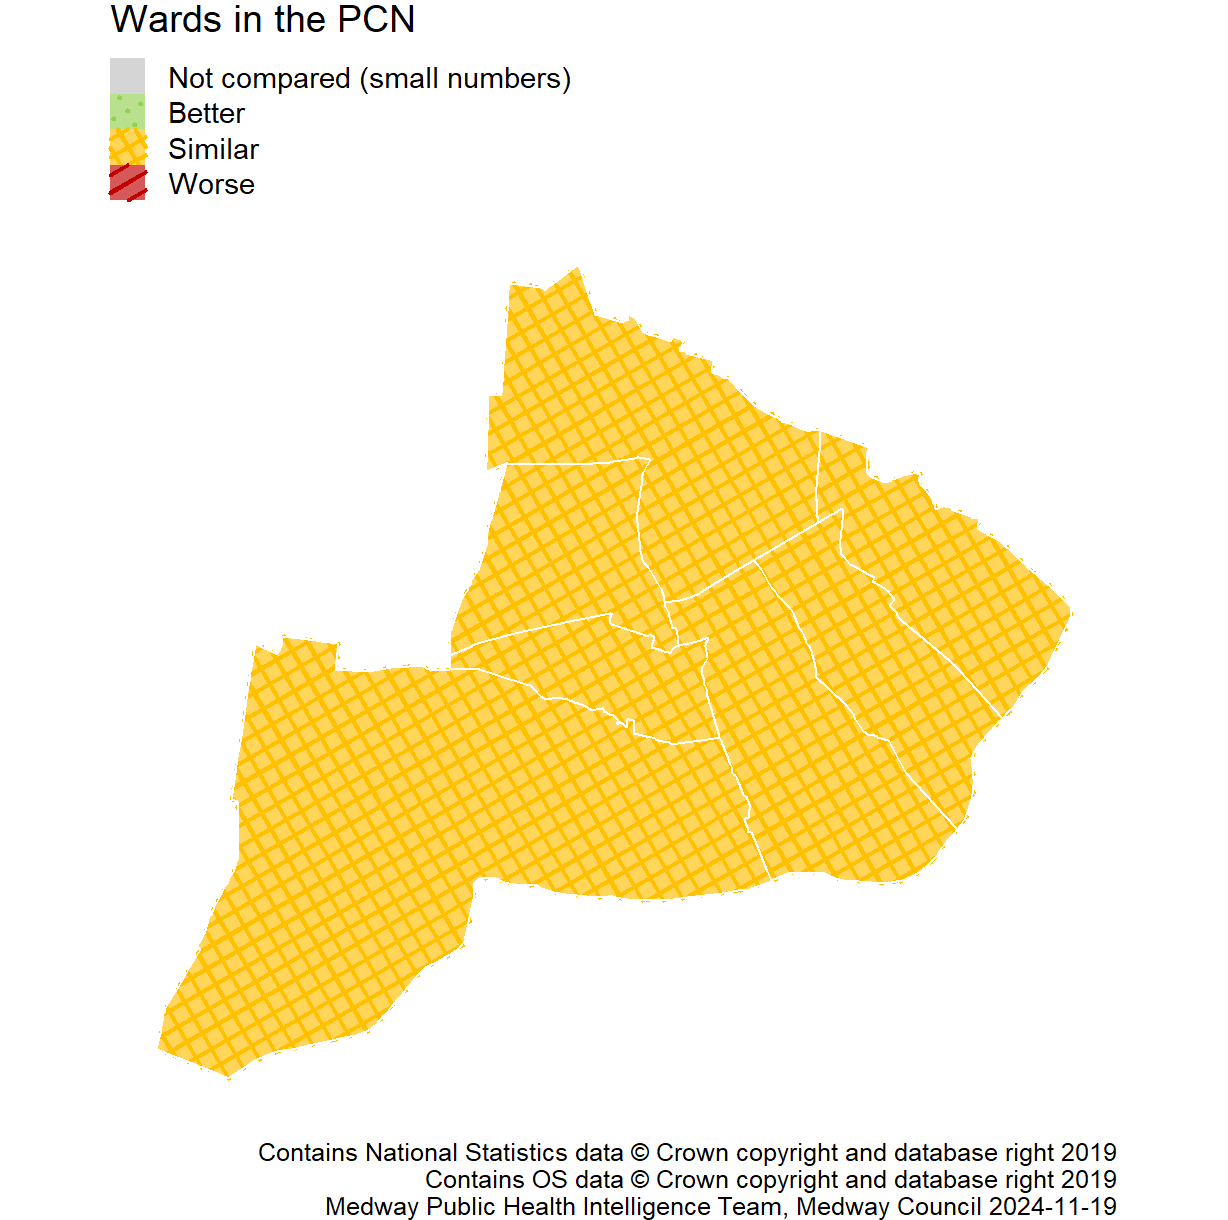 Wards in the PCN
Not compared (small numbers)
Better
Similar
Worse
Contains National Statistics data © Crown copyright and database right 2019
Contains OS data © Crown copyright and database right 2019
Medway Public Health Intelligence Team, Medway Council 2024-11-19